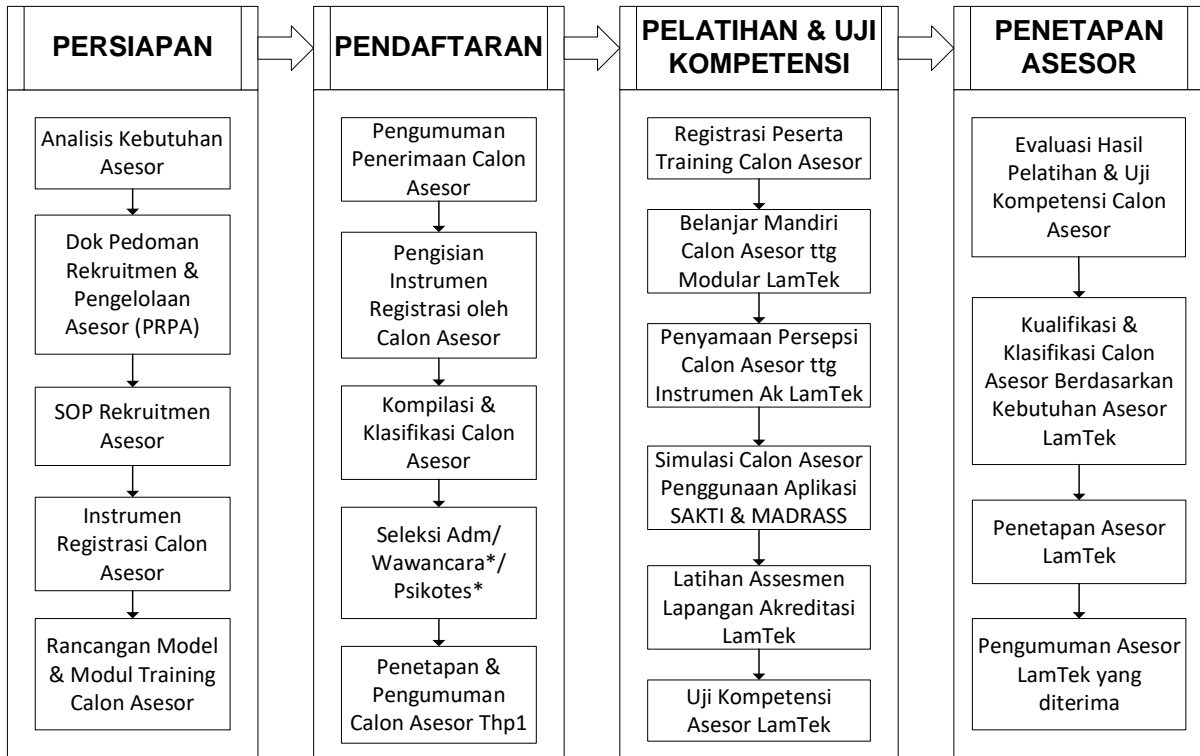 PERSIAPAN
Analisis Kebutuhan
Asesor
Dok Pedoman
Rekruitmen &
Pengelolaan
Asesor (PRPA)
SOP Rekruitmen
Asesor
Instrumen
Registrasi Calon
Asesor
Rancangan Model
& Modul Training
Calon Asesor
PENDAFTARAN
Pengumuman
Penerimaan Calon
Asesor
Pengisian
Instrumen
Registrasi oleh
Calon Asesor
Kompilasi &
Klasifikasi Calon
Asesor
Seleksi Adm/
Wawancara*/
Psikotes*
Penetapan &
Pengumuman
Calon Asesor Thp1
PELATIHAN & UJI
KOMPETENSI
Registrasi Peserta
Training Calon Asesor
Belanjar Mandiri
Calon Asesor ttg
Modular LamTek
Penyamaan Persepsi
Calon Asesor ttg
Instrumen Ak LamTek
Simulasi Calon Asesor
Penggunaan Aplikasi
SAKTI & MADRASS
Latihan Assesmen
Lapangan Akreditasi
LamTek
Uji Kompetensi
Asesor LamTek
PENETAPAN
ASESOR
Evaluasi Hasil
Pelatihan & Uji
Kompetensi Calon
Asesor
Kualifikasi &
Klasifikasi Calon
Asesor Berdasarkan
Kebutuhan Asesor
LamTek
Penetapan Asesor
LamTek
Pengumuman Asesor
LamTek yang
diterima